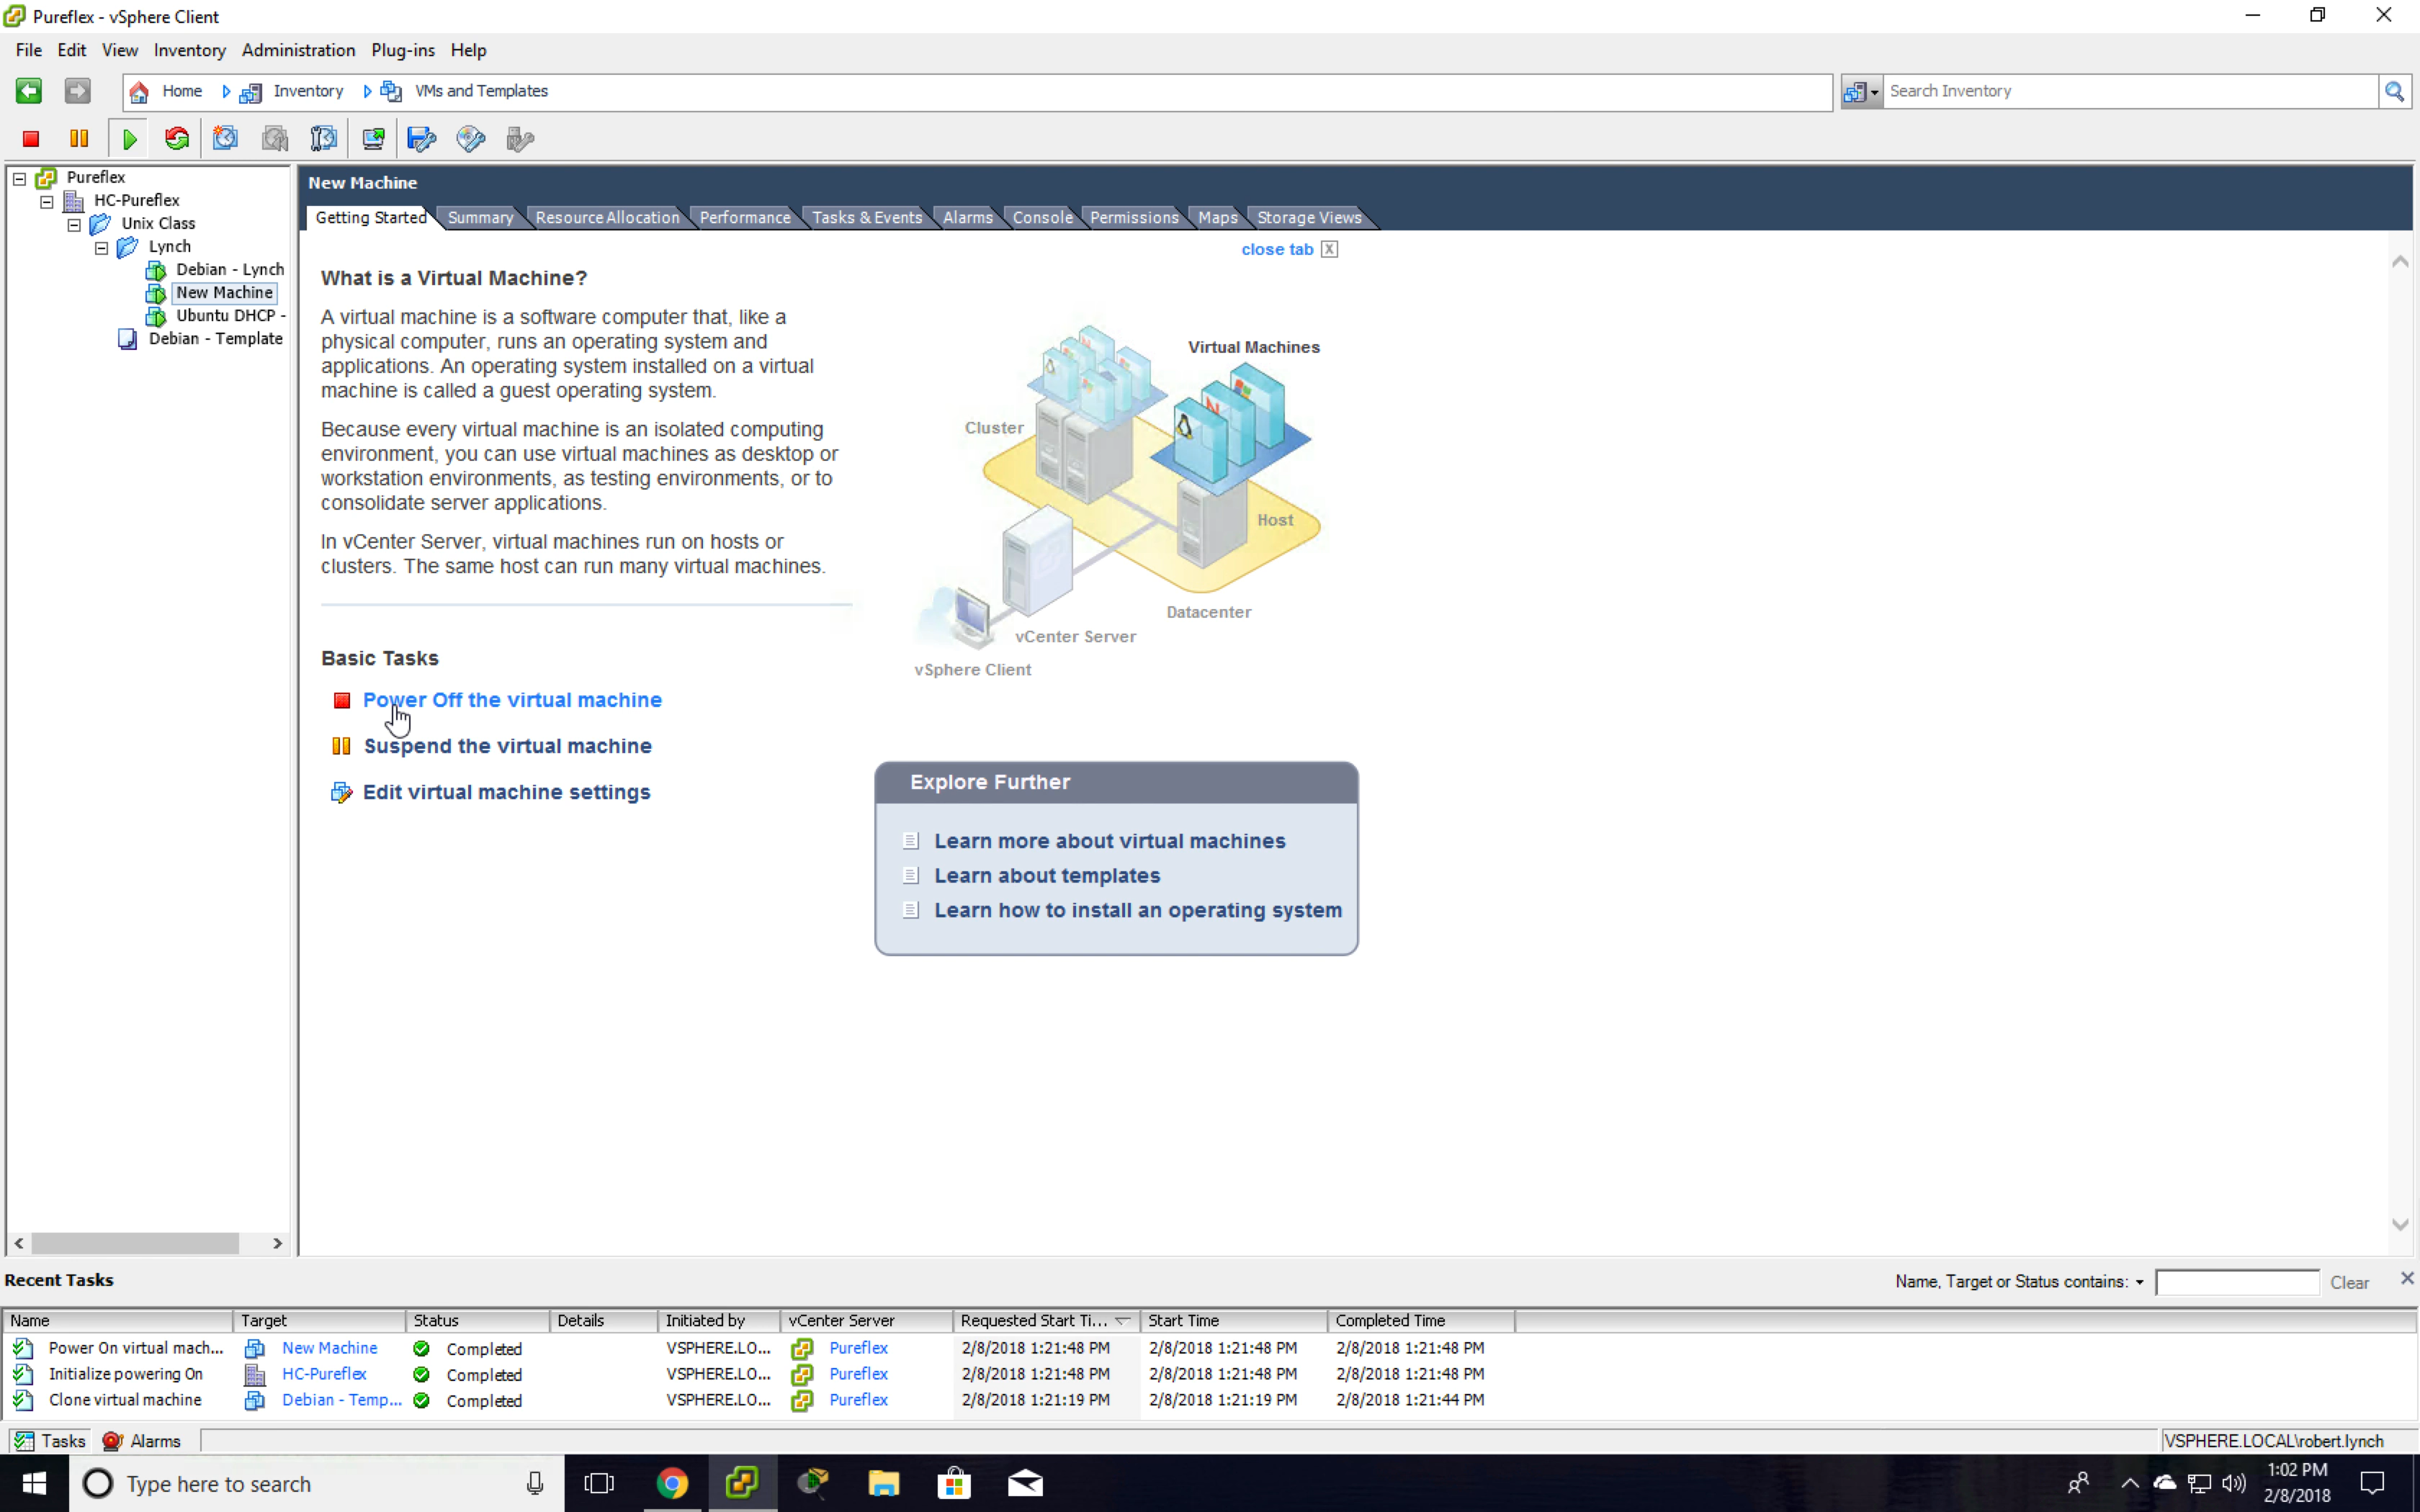 Pureflex - vSphere Client
File Edit View Inventory Administration Plug-ins Help
Home Inventory VMs and Templates
Search Inventory
Pureflex
HC-Pureflex
Unix Class
Lynch
Debian - Lynch
New Machine
Ubuntu DHCP -
Debian - Template
New Machine
Getting Started Summary Resource Allocation Performance Tasks & Events Alarms Console Permissions Maps Storage Views
close tab X
What is a Virtual Machine?
A virtual machine is a software computer that, like a
physical computer, runs an operating system and
applications. An operating system installed on a virtual
machine is called a guest operating system.
Because every virtual machine is an isolated computing
environment, you can use virtual machines as desktop or
workstation environments, as testing environments, or to
consolidate server applications.
In vCenter Server, virtual machines run on hosts or
clusters. The same host can run many virtual machines.
Virtual Machines
Cluster
Host
Datacenter
vCenter Server
vSphere Client
Basic Tasks
Power Off the virtual machine
Suspend the virtual machine
Edit virtual machine settings
Explore Further
Learn more about virtual machines
Learn about templates
Learn how to install an operating system
Recent Tasks
Name, Target or Status contains: Clear
Name Target Status Details Initiated by vCenter Server Requested Start Ti... Start Time Completed Time
Power On virtual mach... New Machine Completed VSPHERE.LO... Pureflex 2/8/2018 1:21:48 PM 2/8/2018 1:21:48 PM 2/8/2018 1:21:48 PM
Initialize powering On HC-Pureflex Completed VSPHERE.LO... Pureflex 2/8/2018 1:21:48 PM 2/8/2018 1:21:48 PM 2/8/2018 1:21:48 PM
Clone virtual machine Debian - Temp... Completed VSPHERE.LO... Pureflex 2/8/2018 1:21:19 PM 2/8/2018 1:21:19 PM 2/8/2018 1:21:44 PM
Tasks Alarms
VSPHERE.LOCAL\robert.lynch
Type here to search
1:02 PM
2/8/2018